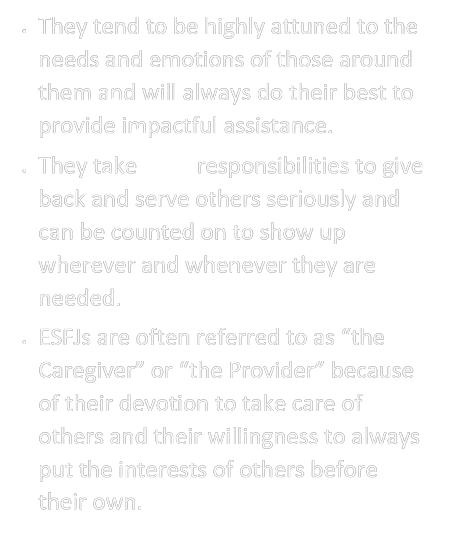 . They tend to be highly attuned to the
needs and emotions of those around
them and will always do their best to
provide impactful assistance.
. They take responsibilities to give
back and serve others seriously and
can be counted on to show up
wherever and whenever they are
needed.
. ESFJs are often referred to as “the
Caregiver” or “the Provider” because
of their devotion to take care of
others and their willingness to always
put the interests of others before
their own.